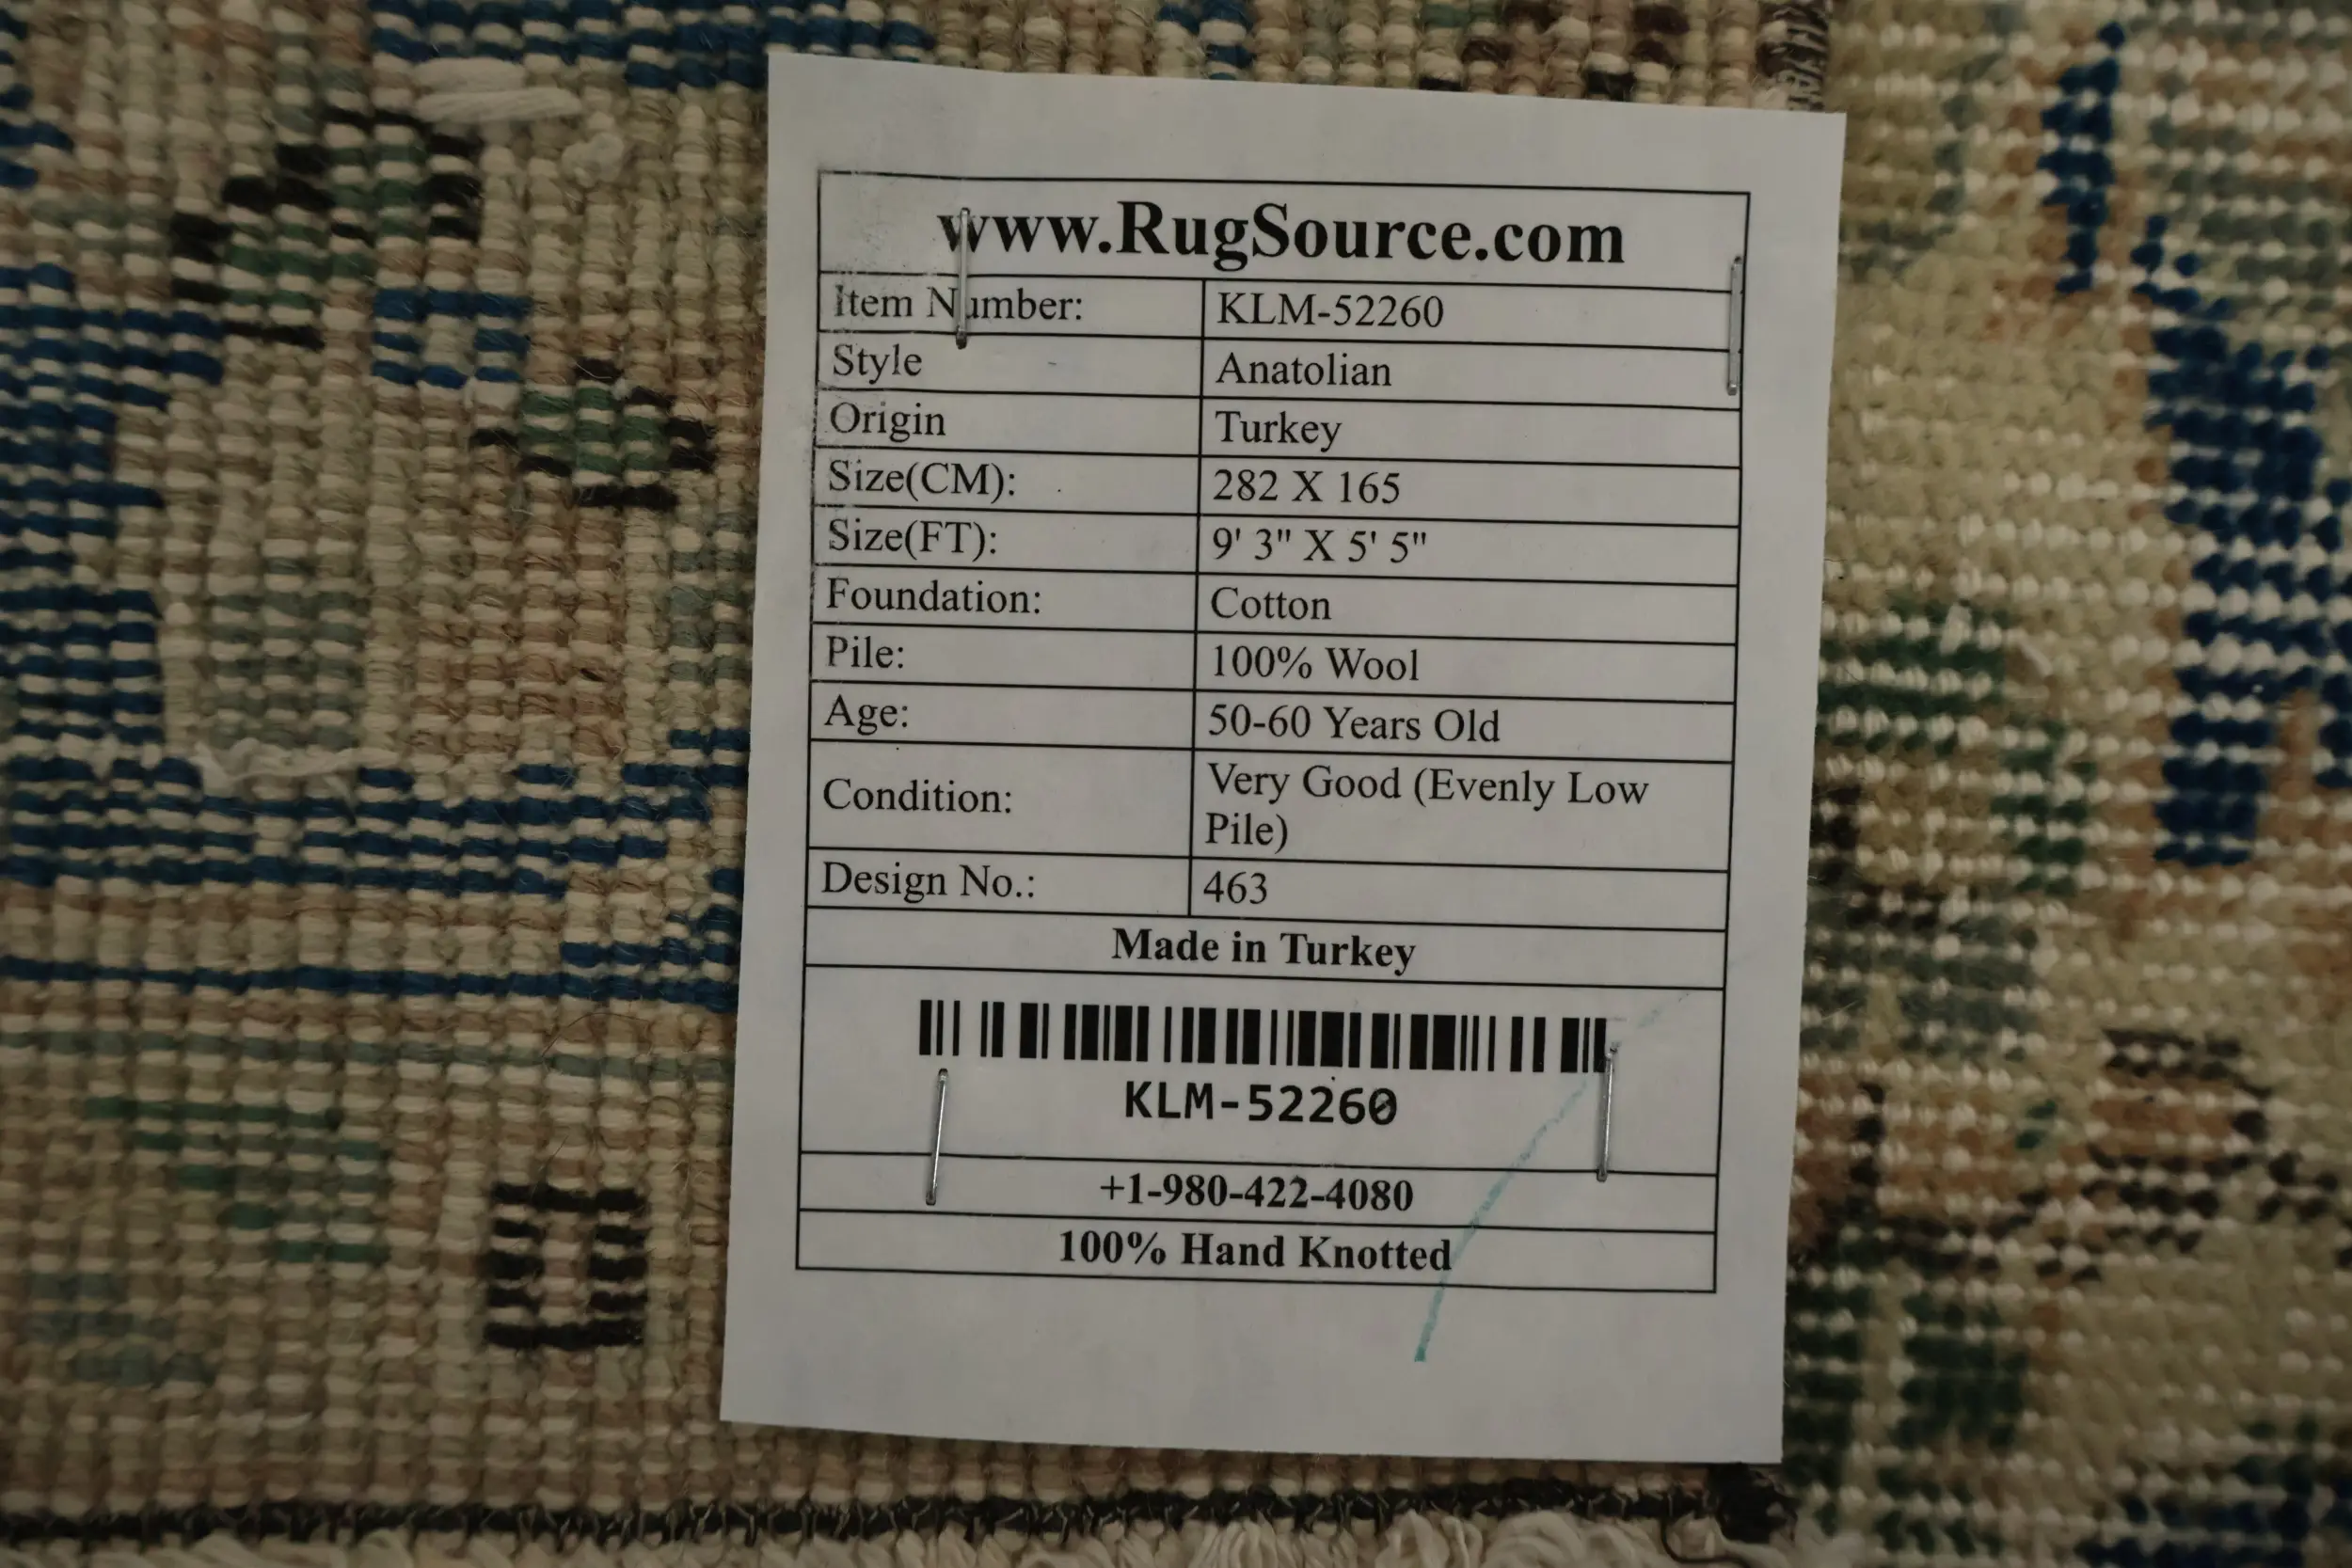 www.RugSource.com
Item Number: KLM-52260
Style Anatolian
Origin Turkey
Size(CM): 282 X 165
Size(FT): 9' 3" X 5' 5"
Foundation: Cotton
Pile: 100% Wool
Age: 50-60 Years Old
Condition: Very Good (Evenly Low
Pile)
Design No.: 463
Made in Turkey
KLM-52260
+1-980-422-4080
100% Hand Knotted